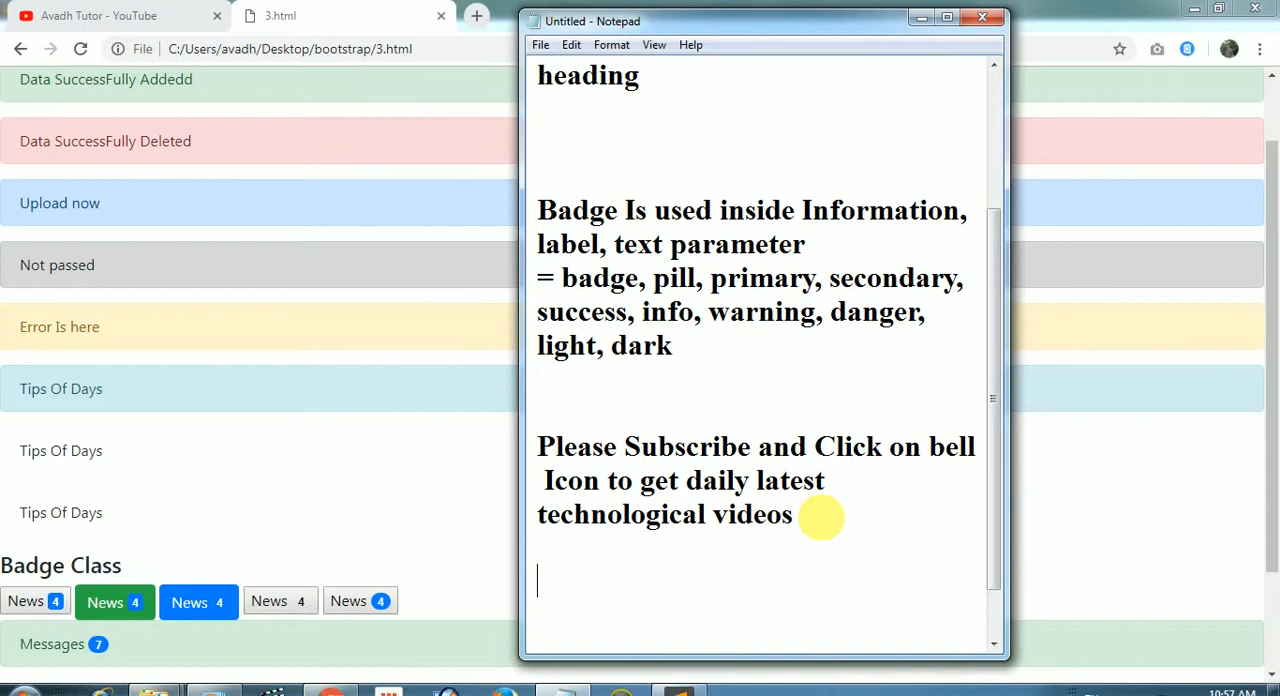 Avadh Tutor - YouTube
3.html
File
C:/Users/avadh/Desktop/bootstrap/3.html
Data SuccessFully Addedd
Data SuccessFully Deleted
Upload now
Not passed
Error Is here
Tips Of Days
Tips Of Days
Tips Of Days
Badge Class
News 4
News 4
News 4
News 4
News 4
Messages 7
Untitled - Notepad
File Edit Format View Help
heading
Badge Is used inside Information,
label, text parameter
= badge, pill, primary, secondary,
success, info, warning, danger,
light, dark
Please Subscribe and Click on bell
Icon to get daily latest
technological videos
10:57 AM